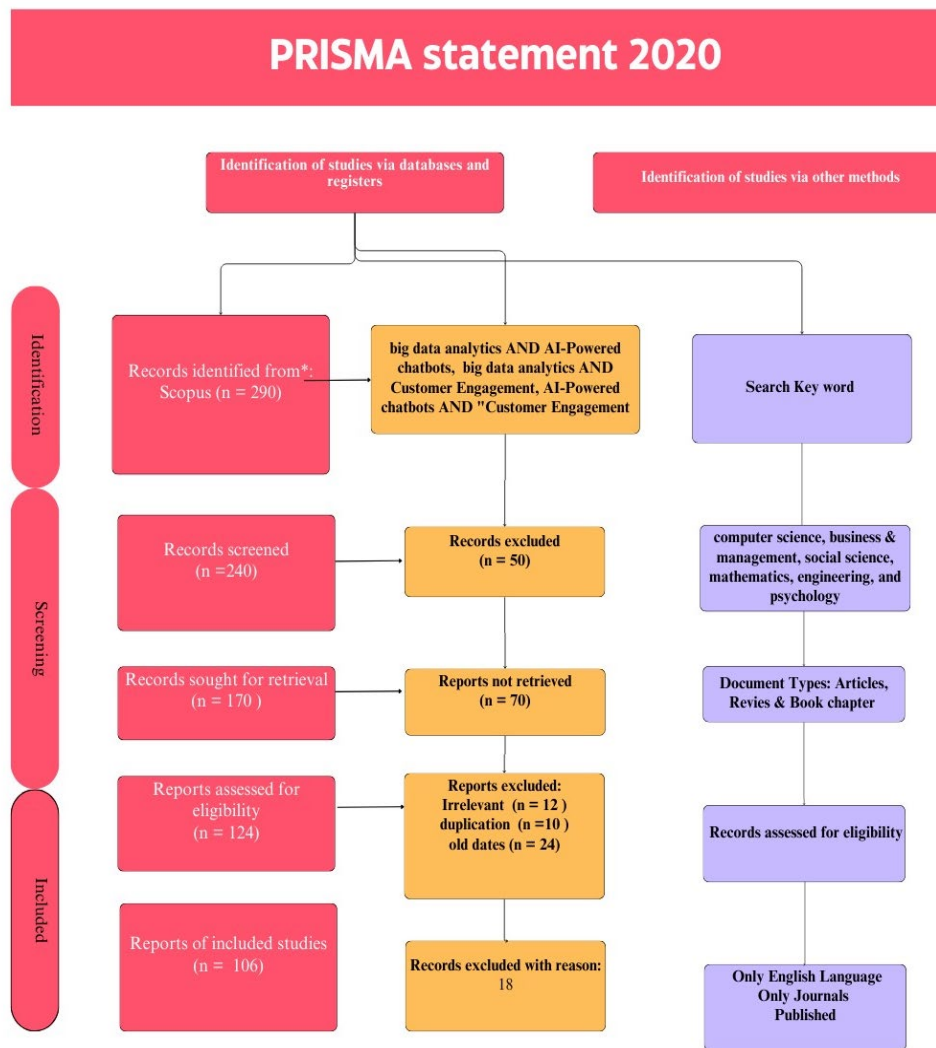 PRISMA statement 2020
Identification of studies via databases and
registers
Identification of studies via other methods
Identification
Records identified from*:
Scopus (n = 290)
big data analytics AND AI-Powered
chatbots, big data analytics AND
Customer Engagement, AI-Powered
chatbots AND "Customer Engagement
Search Key word
Screening
Records screened
(n =240)
Records excluded
(n = 50)
computer science, business &
management, social science,
mathematics, engineering, and
psychology
Records sought for retrieval
(n = 170 )
Reports not retrieved
(n = 70)
Document Types: Articles,
Revies & Book chapter
Included
Reports assessed for
eligibility
(n = 124)
Reports excluded:
Irrelevant (n = 12 )
duplication (n =10 )
old dates (n = 24)
Records assessed for eligibility
Reports of included studies
(n = 106)
Records excluded with reason:
18
Only English Language
Only Journals
Published